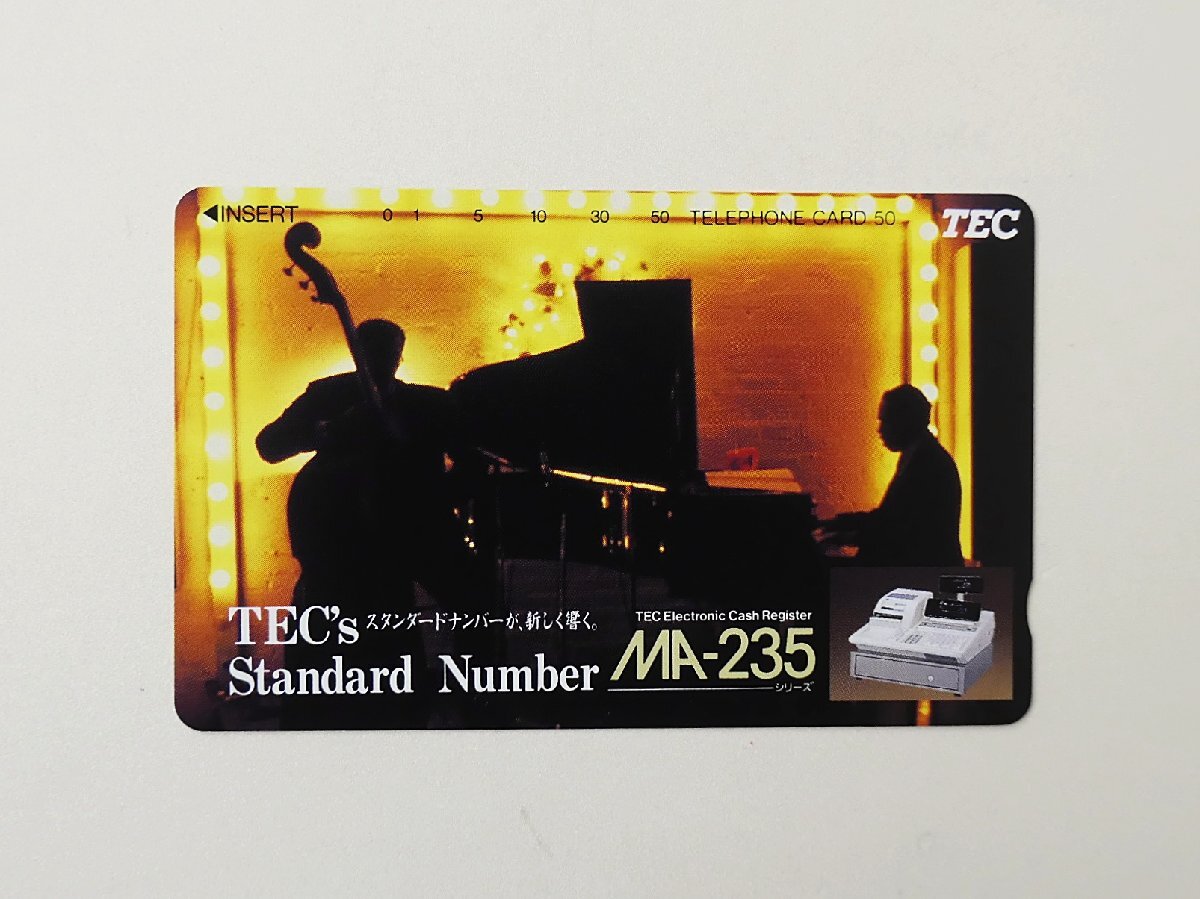 ◀INSERT 0 1 5 10 30 50 TELEPHONE CARD 50
TEC
TEC's スタンダードナンバーが、新しく響く。
Standard Number
TEC Electronic Cash Register
MA-235
シリーズ